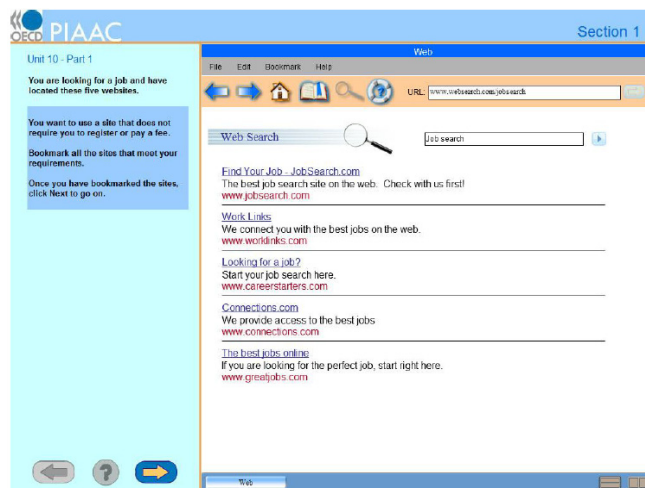 OECD PIAAC
Section 1
Unit 10 - Part 1
You are looking for a job and have
located these five websites.
You want to use a site that does not
require you to register or pay a fee.
Bookmark all the sites that meet your
requirements.
Once you have bookmarked the sites,
click Next to go on.
Web
File Edit Bookmark Help
URL: www.websearch.com/jobsearch
Web Search
Job search
Find Your Job - JobSearch.com
The best job search site on the web. Check with us first!
www.jobsearch.com
Work Links
We connect you with the best jobs on the web.
www.worklinks.com
Looking for a job?
Start your job search here.
www.careerstarters.com
Connections.com
We provide access to the best jobs
www.connections.com
The best jobs online
If you are looking for the perfect job, start right here.
www.greatjobs.com
?
Web